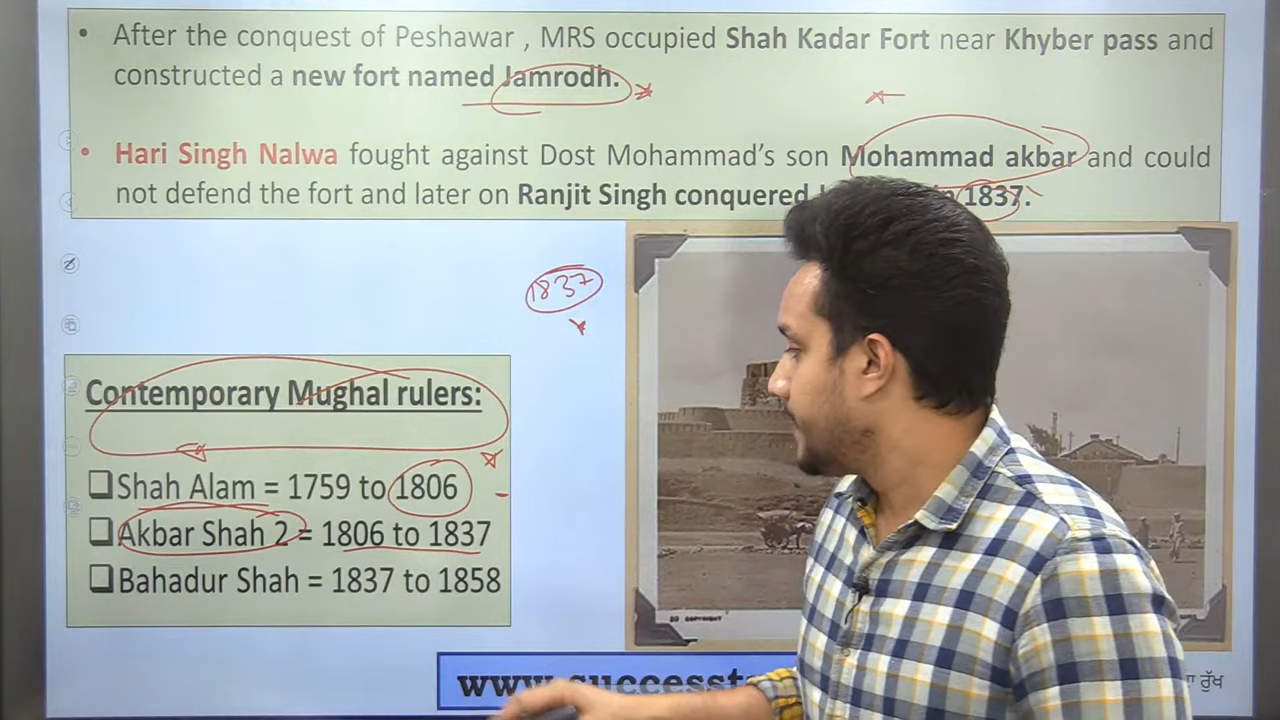 • After the conquest of Peshawar , MRS occupied Shah Kadar Fort near Khyber pass and
constructed a new fort named Jamrodh.
• Hari Singh Nalwa fought against Dost Mohammad's son Mohammad akbar and could
not defend the fort and later on Ranjit Singh conquered 1837.
1837
Contemporary Mughal rulers:
❑Shah Alam = 1759 to 1806
❑Akbar Shah 2 = 1806 to 1837
❑Bahadur Shah = 1837 to 1858
COPYRIGHT
www.successt
ਰੁੱਖ